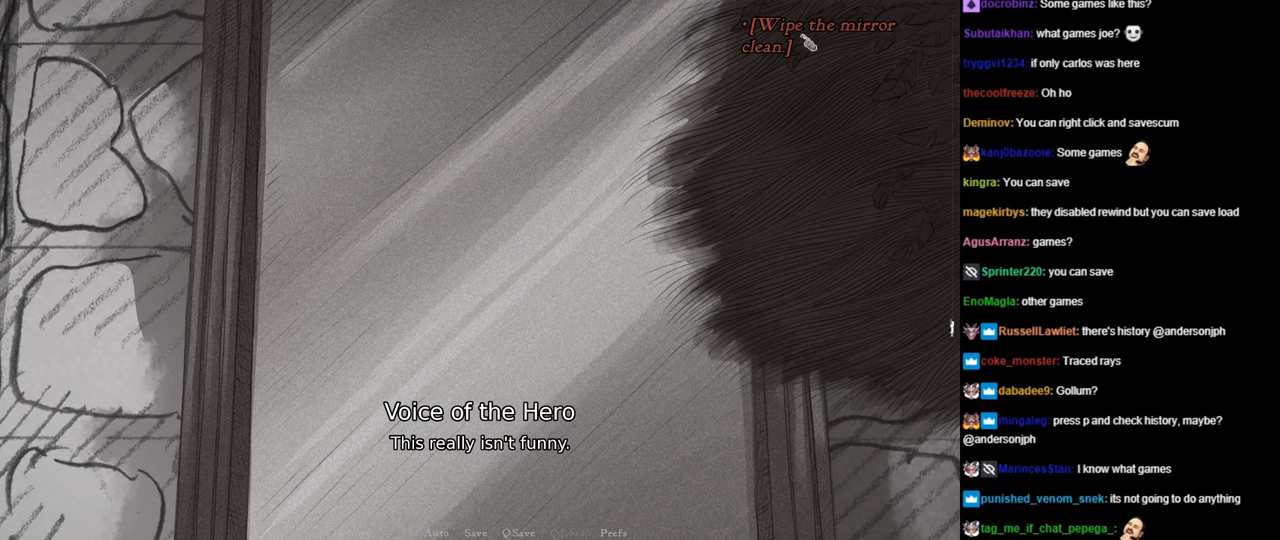 • [Wipe the mirror
clean.]
Voice of the Hero
This really isn't funny.
Auto Save Q.Save Prefs
docrobinz: Some games like this?
Subutaikhan: what games joe?
tryggvi1234: if only carlos was here
thecoolfreeze: Oh ho
Deminov: You can right click and savescum
kanj0bazooie: Some games
kingra: You can save
magekirbys: they disabled rewind but you can save load
AgusArranz: games?
Sprinter220: you can save
EnoMagla: other games
RussellLawliet: there's history @andersonjph
coke_monster: Traced rays
dabadee9: Gollum?
mingaleg: press p and check history, maybe?
@andersonjph
MarincesStan: I know what games
punished_venom_snek: its not going to do anything
tag_me_if_chat_pepega_: